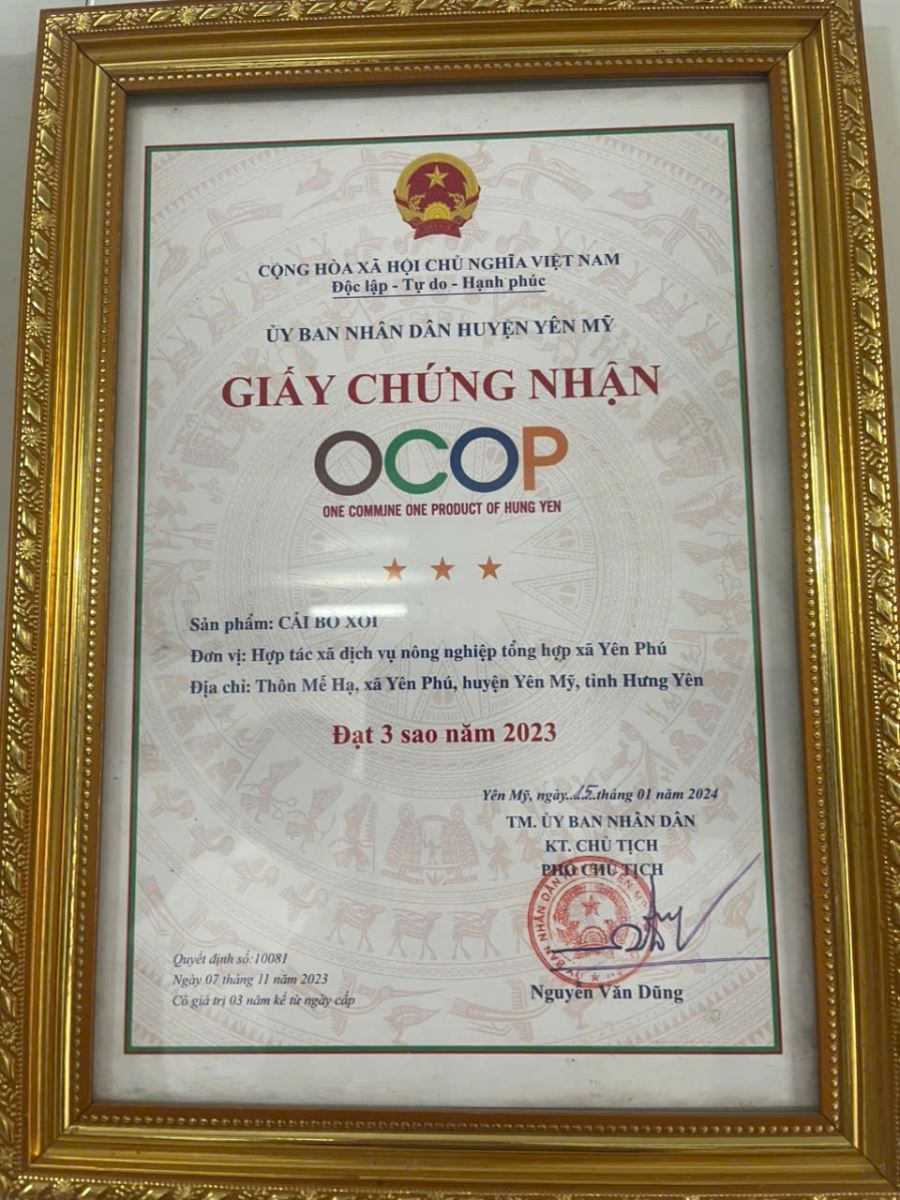 CỘNG HÒA XÃ HỘI CHỦ NGHĨA VIỆT NAM
Độc lập - Tự do - Hạnh phúc
ỦY BAN NHÂN DÂN HUYỆN YÊN MỸ
GIẤY CHỨNG NHẬN
OCOP
ONE COMMJNE ONE PRODUCT OF HUNG YEN
Sản phẩm: CẢI BÓ XÔI
Đơn vị: Hợp tác xã dịch vụ nông nghiệp tổng hợp xã Yên Phú
Địa chỉ: Thôn Mễ Hạ, xã Yên Phú, huyện Yên Mỹ, tỉnh Hưng Yên
Đạt 3 sao năm 2023
Yên Mỹ, ngày..15..tháng 01 năm 2024
TM. ỦY BAN NHÂN DÂN
KT. CHỦ TỊCH
PHÓ CHỦ TỊCH
Quyết định số:10081
Ngày 07 tháng 11 năm 2023
Có giá trị 03 năm kể từ ngày cấp
Nguyễn Văn Dũng